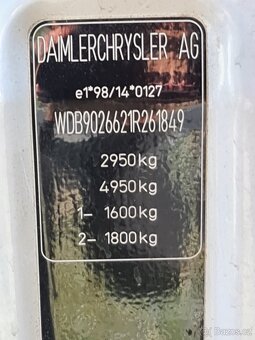 DAIMLERCHRYSLER AG
e1*98/14*0127
WDB9026621R261849
2950kg
4950kg
1– 1600kg
2– 1800kg